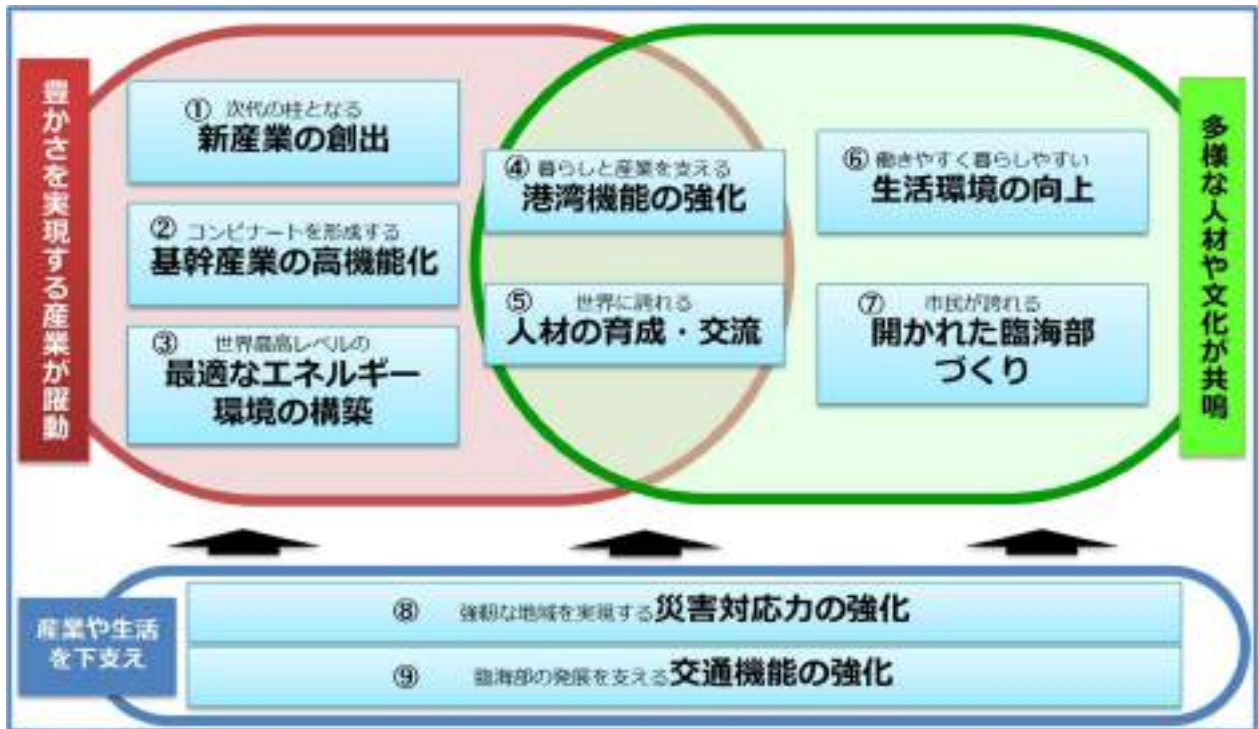 豊かさを実現する産業が躍動
① 次代の柱となる
新産業の創出
② コンビナートを形成する
基幹産業の高機能化
③ 世界最高レベルの
最適なエネルギー
環境の構築
④ 暮らしと産業を支える
港湾機能の強化
⑤ 世界に誇れる
人材の育成・交流
⑥ 働きやすく暮らしやすい
生活環境の向上
⑦ 市民が誇れる
開かれた臨海部
づくり
多様な人材や文化が共鳴
産業や生活
を下支え
⑧ 強靭な地域を実現する災害対応力の強化
⑨ 臨海部の発展を支える交通機能の強化